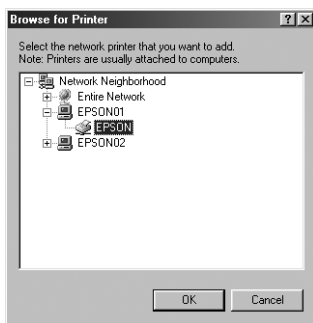 Browse for Printer
Select the network printer that you want to add.
Note: Printers are usually attached to computers.
Network Neighborhood
Entire Network
EPSON01
EPSON
EPSON02
OK
Cancel